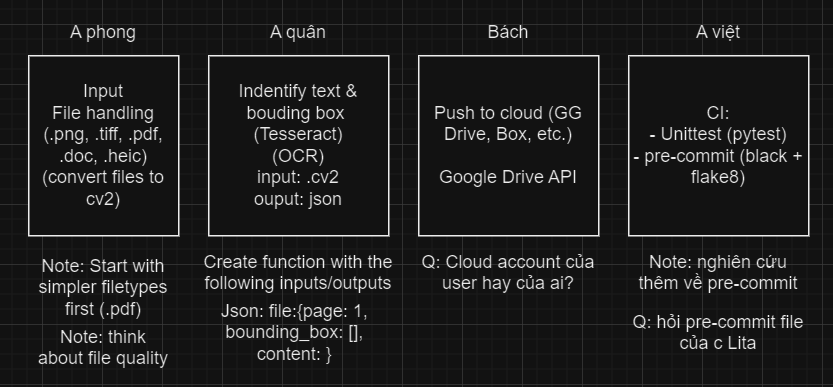 A phong
A quân
Bách
A việt
Input
File handling
(.png, .tiff, .pdf,
.doc, .heic)
(convert files to
cv2)
Indentify text &
bouding box
(Tesseract)
(OCR)
input: .cv2
ouput: json
Push to cloud (GG
Drive, Box, etc.)
Google Drive API
CI:
- Unittest (pytest)
- pre-commit (black +
flake8)
Note: Start with
simpler filetypes
first (.pdf)
Note: think
about file quality
Create function with the
following inputs/outputs
Json: file:{page: 1,
bounding_box: [],
content: }
Q: Cloud account của
user hay của ai?
Note: nghiên cứu
thêm về pre-commit
Q: hỏi pre-commit file
của c Lita